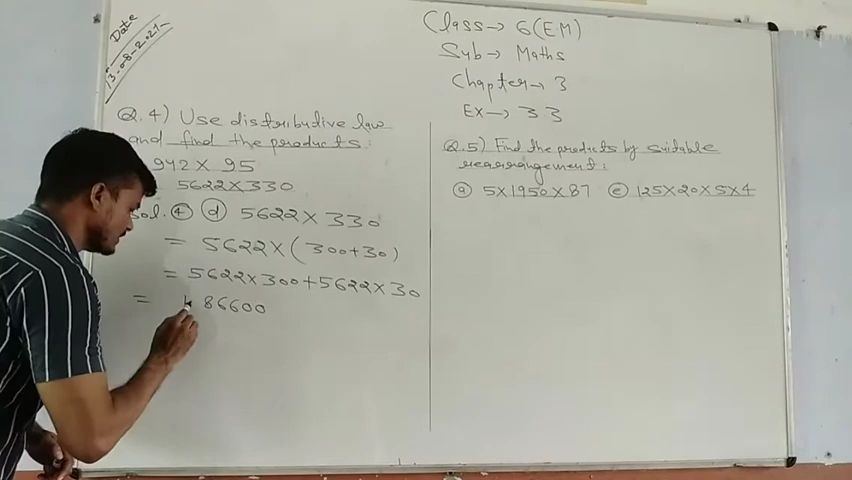 Date
13-08-2021
Class→ 6(E.M)
Sub→ Maths
Chapter→ 3
EX→ 3.3
Q.4) Use distributive law
and find the products:
942×95
5622×330
Sol. ④ ⓓ 5622×330
= 5622×(300+30)
= 5622×300+5622×30
= 86600
Q.5) Find the products by suitable
rearrangement:
ⓐ 5×1950×87 ⓔ 125×20×5×4